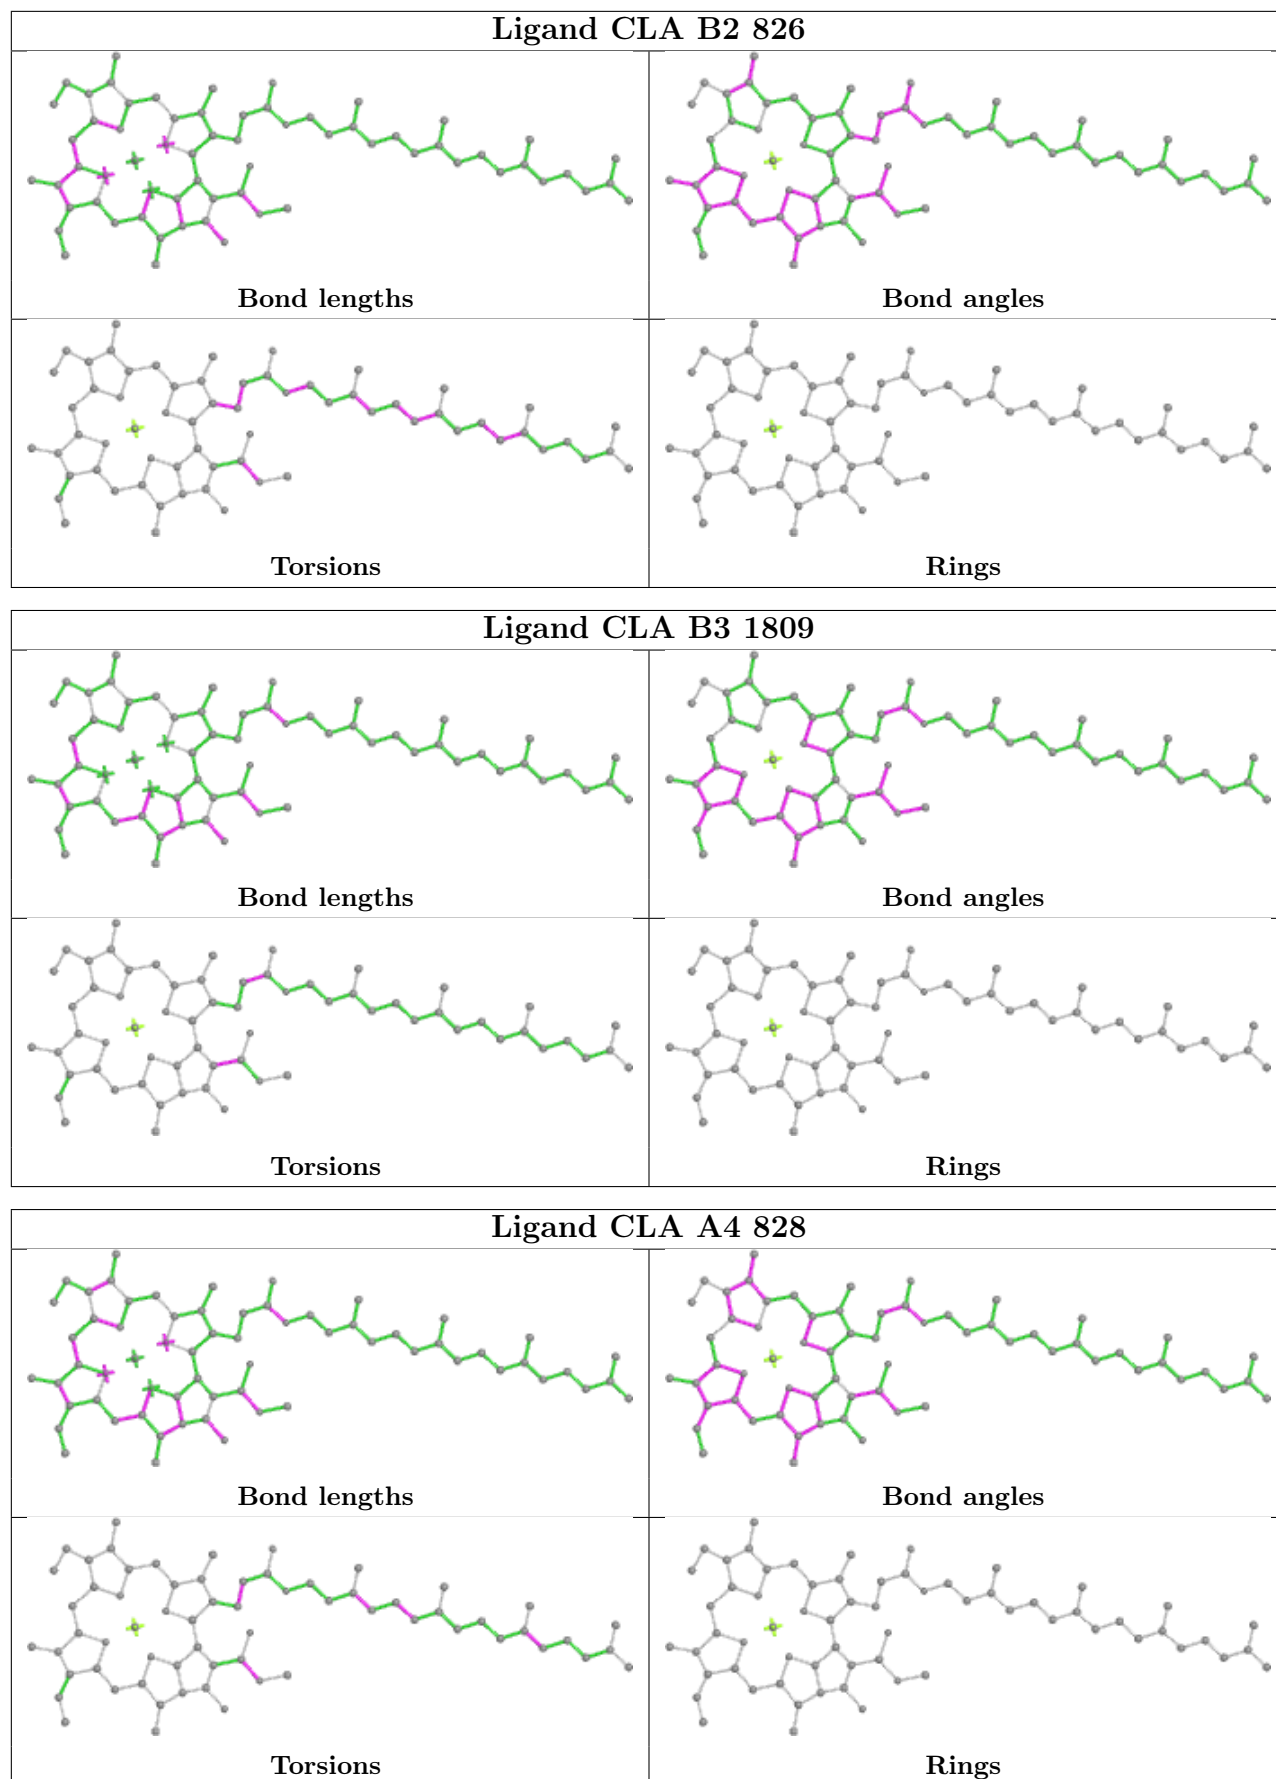 Ligand CLA B2 826
Bond lengths
Bond angles
Torsions
Rings
Ligand CLA B3 1809
Bond lengths
Bond angles
Torsions
Rings
Ligand CLA A4 828
Bond lengths
Bond angles
Torsions
Rings